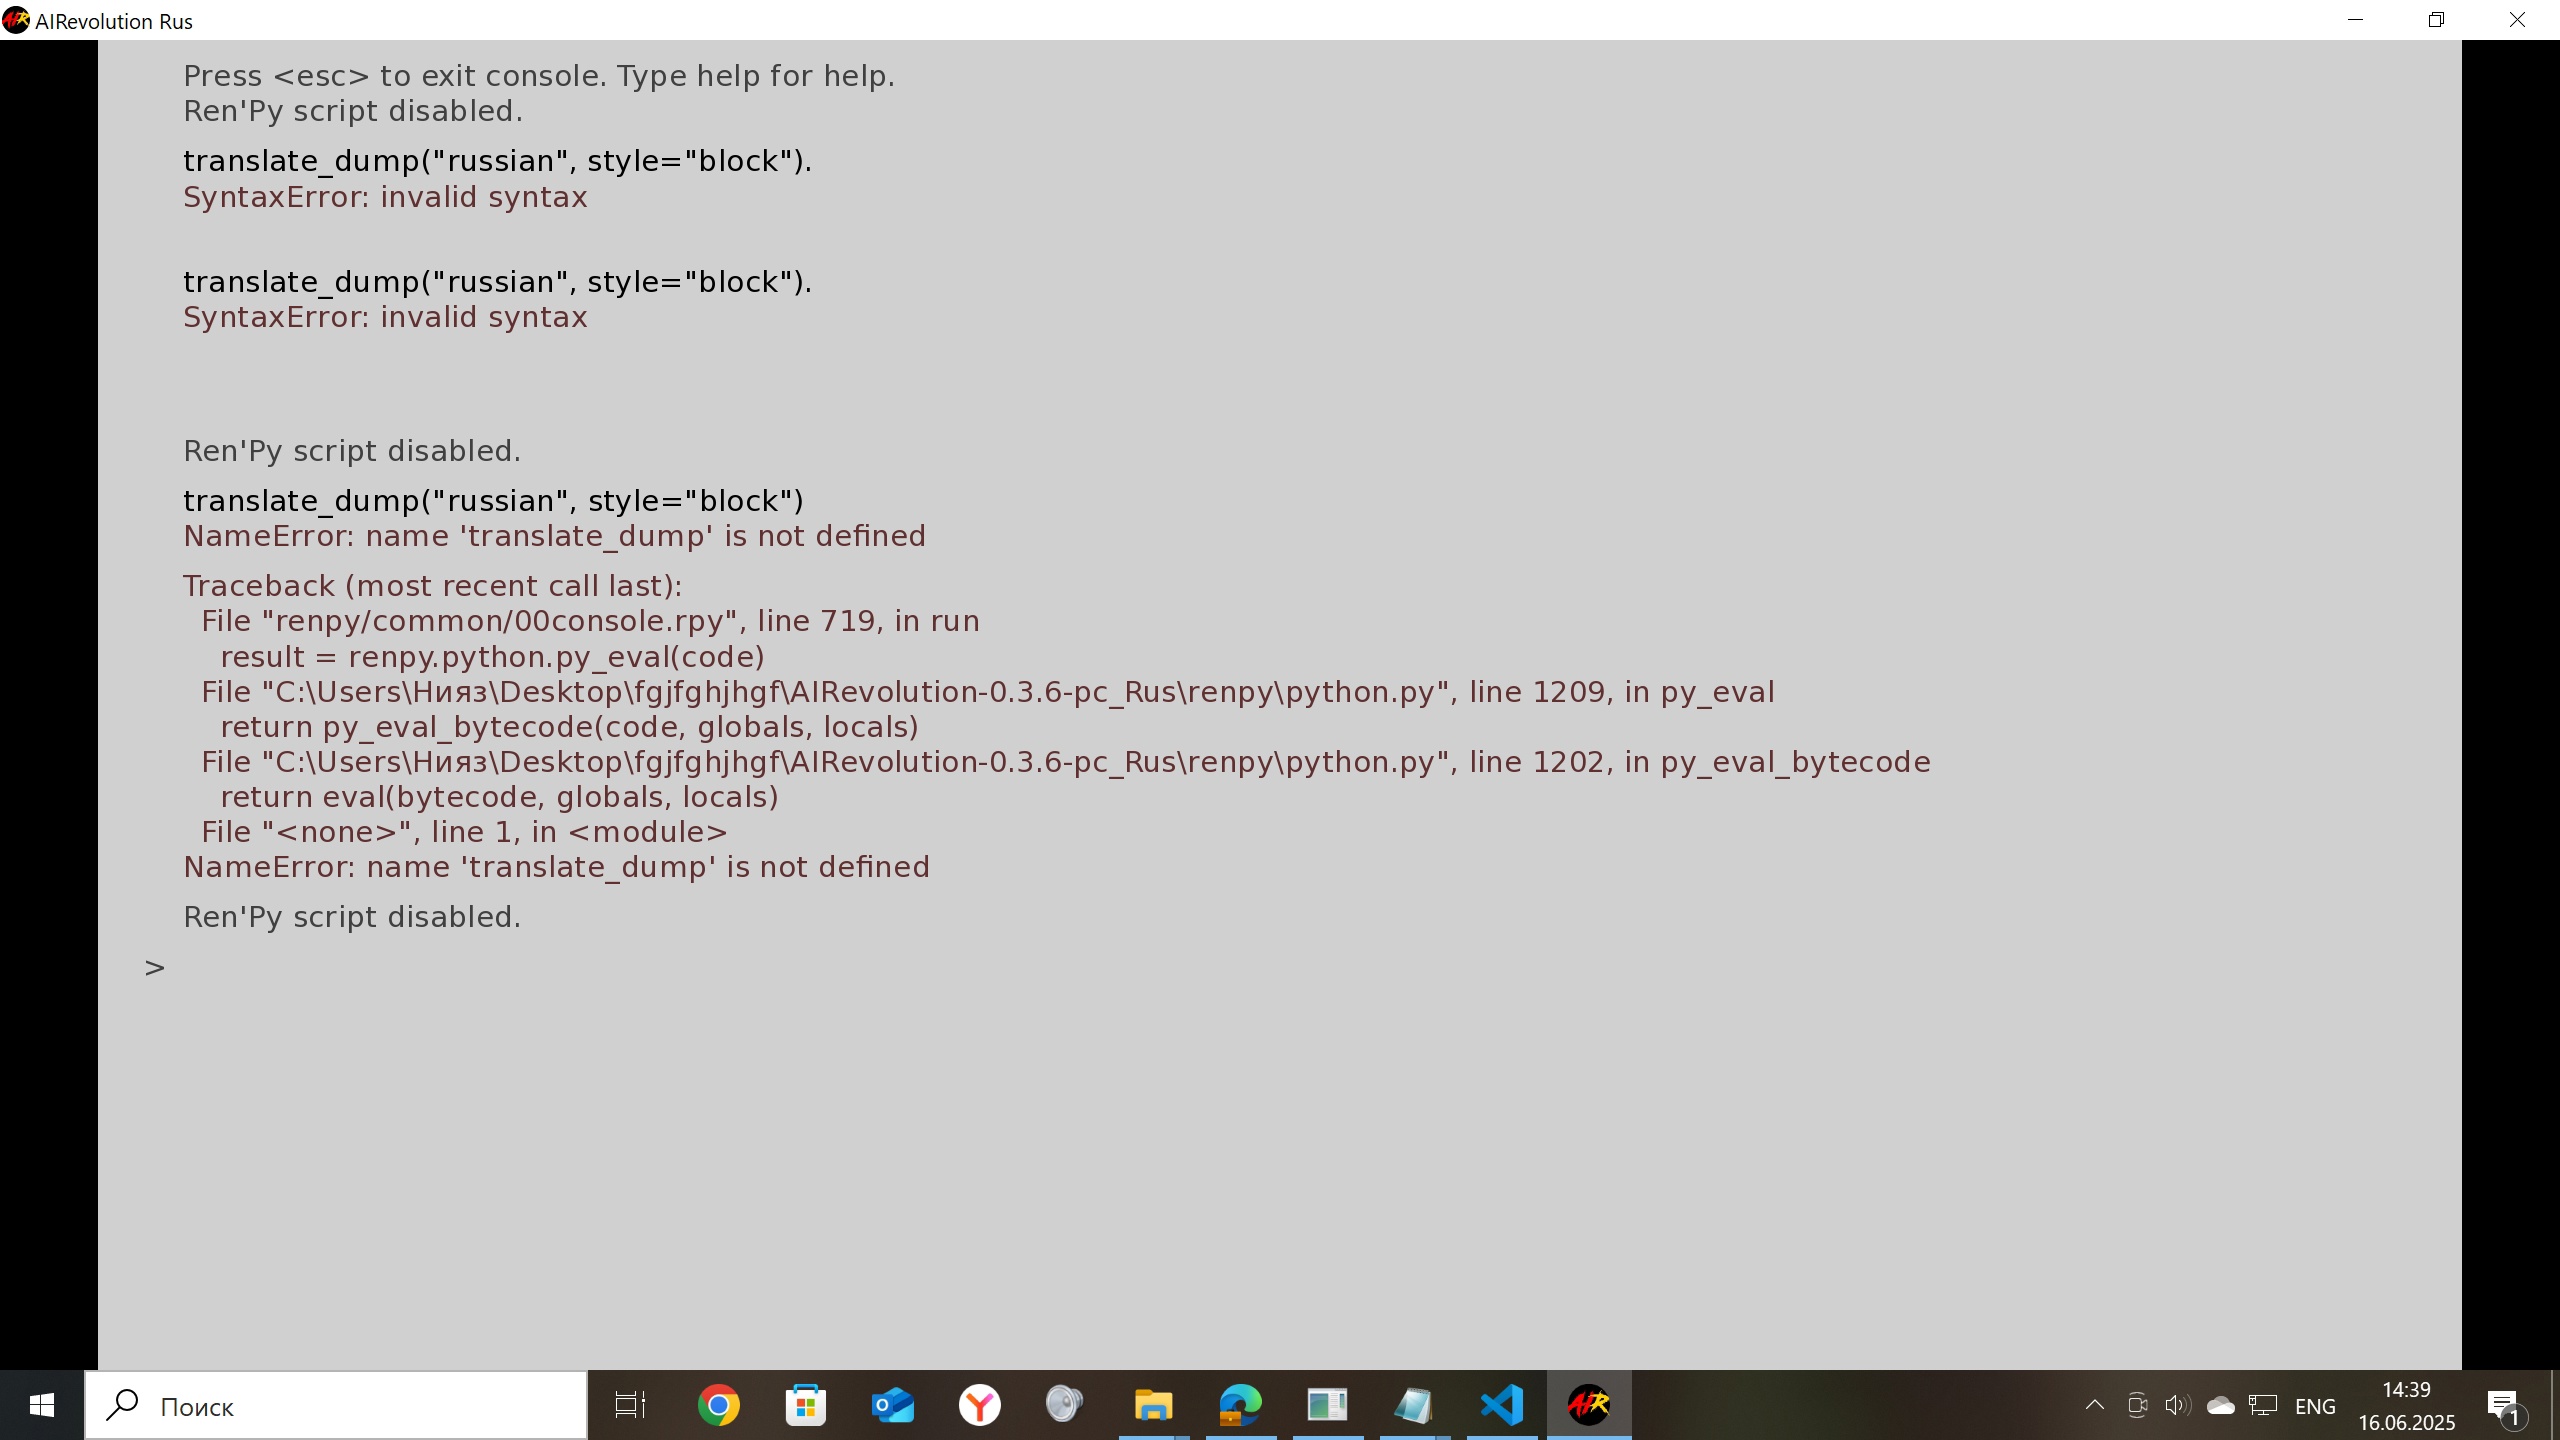 AIRevolution Rus
Press <esc> to exit console. Type help for help.
Ren'Py script disabled.
translate_dump("russian", style="block").
SyntaxError: invalid syntax
translate_dump("russian", style="block").
SyntaxError: invalid syntax
Ren'Py script disabled.
translate_dump("russian", style="block")
NameError: name 'translate_dump' is not defined
Traceback (most recent call last):
File "renpy/common/00console.rpy", line 719, in run
result = renpy.python.py_eval(code)
File "C:\Users\Нияз\Desktop\fgjfghjhgf\AIRevolution-0.3.6-pc_Rus\renpy\python.py", line 1209, in py_eval
return py_eval_bytecode(code, globals, locals)
File "C:\Users\Нияз\Desktop\fgjfghjhgf\AIRevolution-0.3.6-pc_Rus\renpy\python.py", line 1202, in py_eval_bytecode
return eval(bytecode, globals, locals)
File "<none>", line 1, in <module>
NameError: name 'translate_dump' is not defined
Ren'Py script disabled.
>
Поиск
ENG
14:39
16.06.2025
1